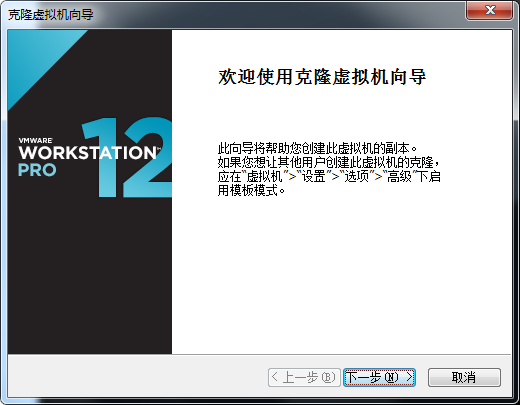 克隆虚拟机向导
VMWARE
WORKSTATION™
PRO
12
欢迎使用克隆虚拟机向导
此向导将帮助您创建此虚拟机的副本。
如果您想让其他用户创建此虚拟机的克隆，
应在“虚拟机”>“设置”>“选项”>“高级”下启
用模板模式。
< 上一步(B)
下一步(N) >
取消